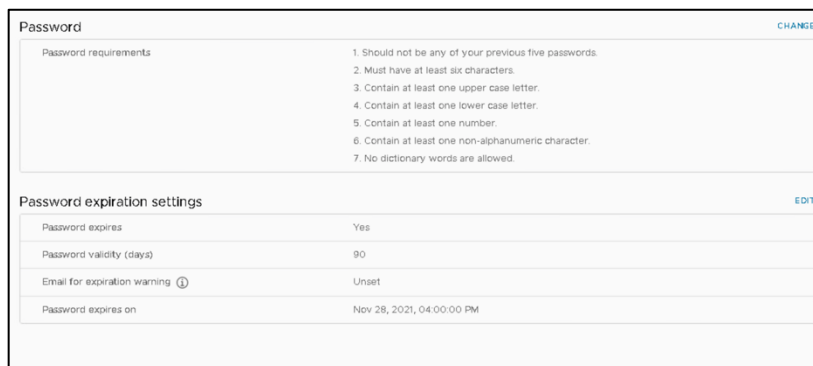 Password
CHANGE
Password requirements
1. Should not be any of your previous five passwords.
2. Must have at least six characters.
3. Contain at least one upper case letter.
4. Contain at least one lower case letter.
5. Contain at least one number.
6. Contain at least one non-alphanumeric character.
7. No dictionary words are allowed.
Password expiration settings
EDIT
Password expires Yes
Password validity (days) 90
Email for expiration warning Unset
Password expires on Nov 28, 2021, 04:00:00 PM